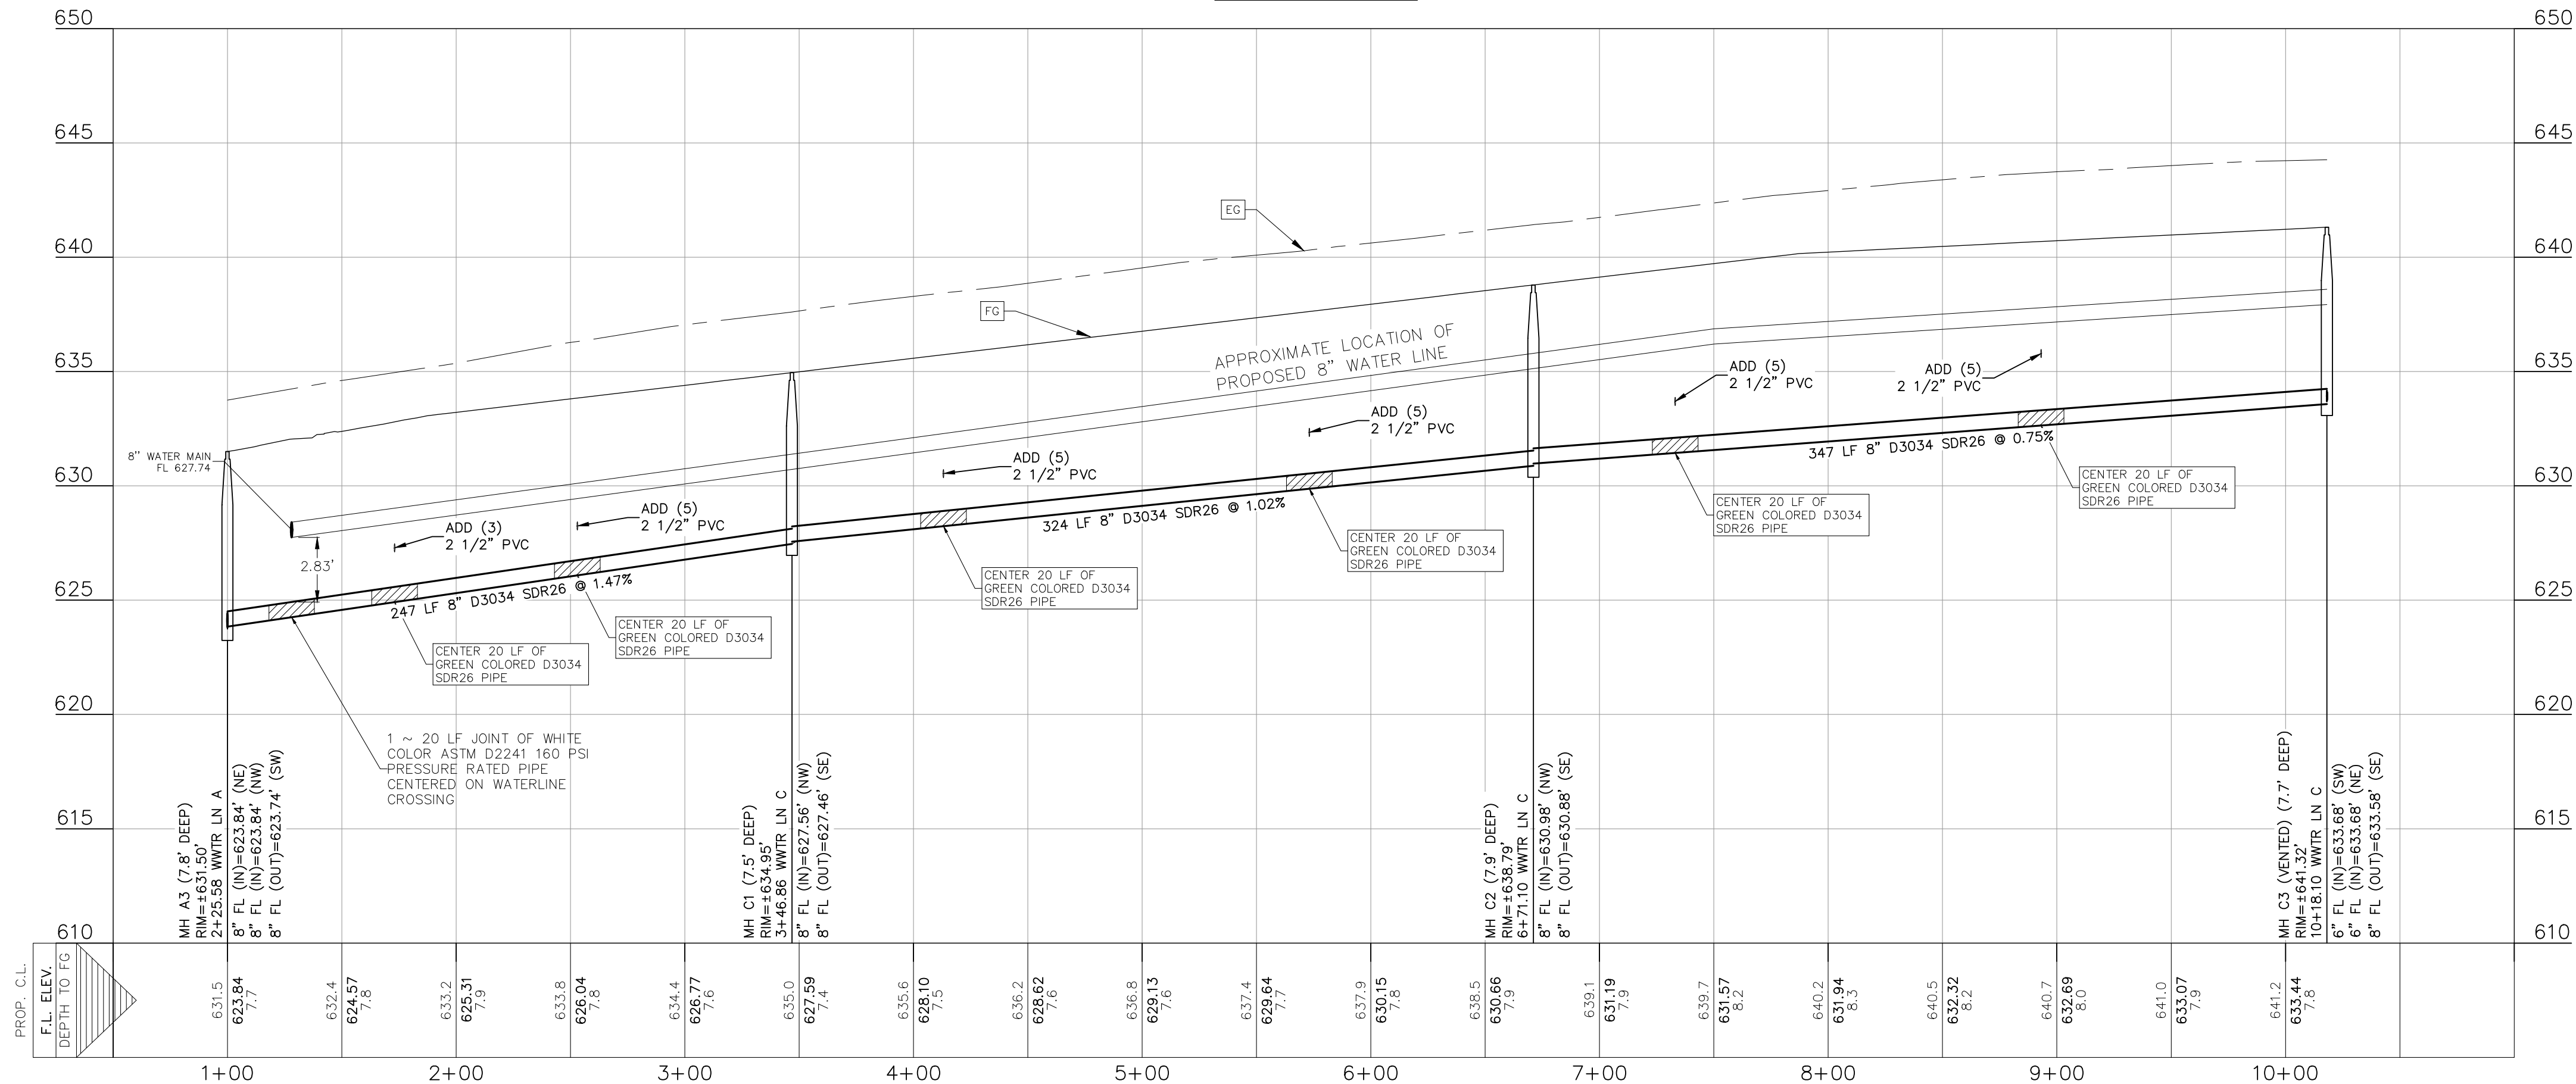 650
645
640
635
630
625
620
615
610
650
645
640
635
630
625
620
615
610
EG
FG
APPROXIMATE LOCATION OF
PROPOSED 8" WATER LINE
8" WATER MAIN
FL 627.74
2.83'
ADD (3)
2 1/2" PVC
ADD (5)
2 1/2" PVC
ADD (5)
2 1/2" PVC
ADD (5)
2 1/2" PVC
ADD (5)
2 1/2" PVC
ADD (5)
2 1/2" PVC
247 LF 8" D3034 SDR26 @ 1.47%
324 LF 8" D3034 SDR26 @ 1.02%
347 LF 8" D3034 SDR26 @ 0.75%
CENTER 20 LF OF
GREEN COLORED D3034
SDR26 PIPE
CENTER 20 LF OF
GREEN COLORED D3034
SDR26 PIPE
CENTER 20 LF OF
GREEN COLORED D3034
SDR26 PIPE
CENTER 20 LF OF
GREEN COLORED D3034
SDR26 PIPE
CENTER 20 LF OF
GREEN COLORED D3034
SDR26 PIPE
CENTER 20 LF OF
GREEN COLORED D3034
SDR26 PIPE
1 ~ 20 LF JOINT OF WHITE
COLOR ASTM D2241 160 PSI
PRESSURE RATED PIPE
CENTERED ON WATERLINE
CROSSING
MH A3 (7.8' DEEP)
RIM=±631.50'
2+25.58 WWTR LN A
8" FL (IN)=623.84' (NE)
8" FL (IN)=623.84' (NW)
8" FL (OUT)=623.74' (SW)
MH C1 (7.5' DEEP)
RIM=±634.95'
3+46.86 WWTR LN C
8" FL (IN)=627.56' (NW)
8" FL (OUT)=627.46' (SE)
MH C2 (7.9' DEEP)
RIM=±638.79'
6+71.10 WWTR LN C
8" FL (IN)=630.98' (NW)
8" FL (OUT)=630.88' (SE)
MH C3 (VENTED) (7.7' DEEP)
RIM=±641.32'
10+18.10 WWTR LN C
6" FL (IN)=633.68' (SW)
6" FL (IN)=633.68' (NE)
8" FL (OUT)=633.58' (SE)
PROP. C.L.
F.L. ELEV.
DEPTH TO FG
631.5
623.84
7.7
632.4
624.57
7.8
633.2
625.31
7.9
633.8
626.04
7.8
634.4
626.77
7.6
635.0
627.59
7.4
635.6
628.10
7.5
636.2
628.62
7.6
636.8
629.13
7.6
637.4
629.64
7.7
637.9
630.15
7.8
638.5
630.66
7.9
639.1
631.19
7.9
639.7
631.57
8.2
640.2
631.94
8.3
640.5
632.32
8.2
640.7
632.69
8.0
641.0
633.07
7.9
641.2
633.44
7.8
1+00
2+00
3+00
4+00
5+00
6+00
7+00
8+00
9+00
10+00